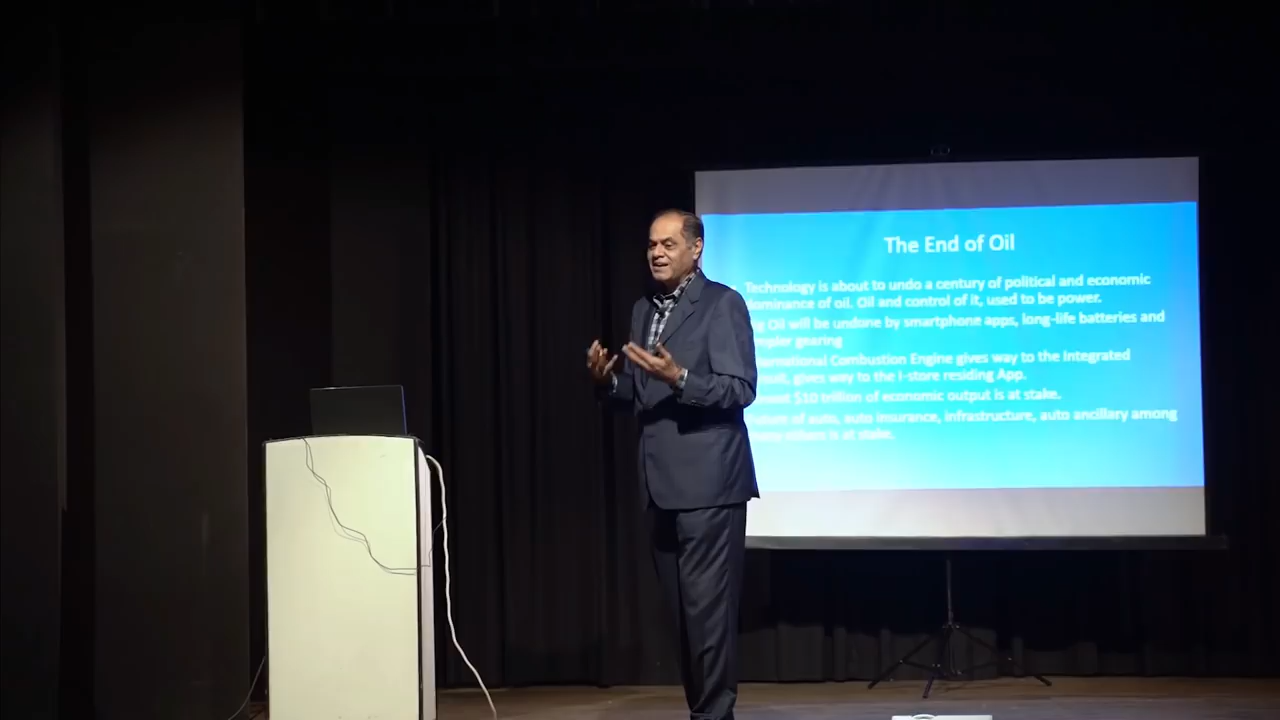 The End of Oil
Technology is about to undo a century of political and economic
dominance of oil. Oil and control of it, used to be power.
Oil will be undone by smartphone apps, long-life batteries and
gearing
Combustion Engine gives way to the integrated
gives way to the i-store residing App.
$10 trillion of economic output is at stake.
of auto, auto insurance, infrastructure, auto ancillary among
others is at stake.